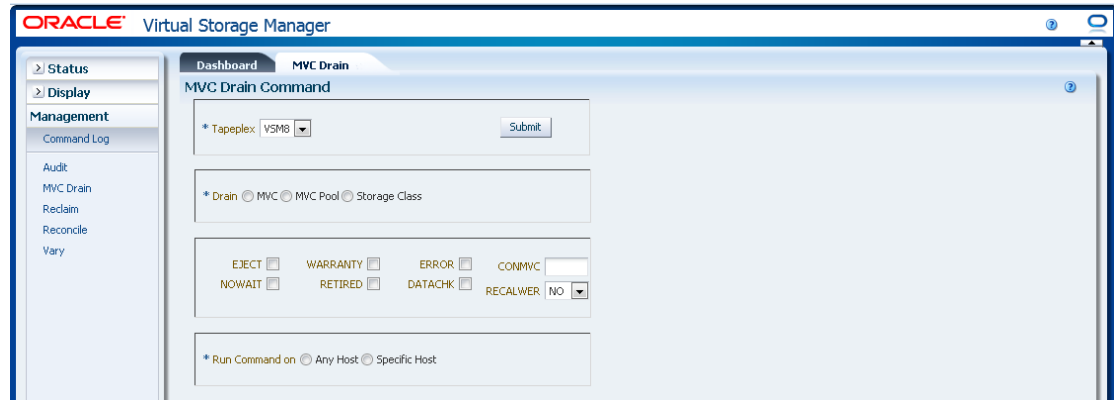 ORACLE Virtual Storage Manager
Status
Display
Management
Command Log
Audit
MVC Drain
Reclaim
Reconcile
Vary
Dashboard MVC Drain
MVC Drain Command
* Tapeplex VSM8 Submit
* Drain MVC MVC Pool Storage Class
EJECT WARRANTY ERROR CONMVC
NOWAIT RETIRED DATACHK RECALWER NO
* Run Command on Any Host Specific Host